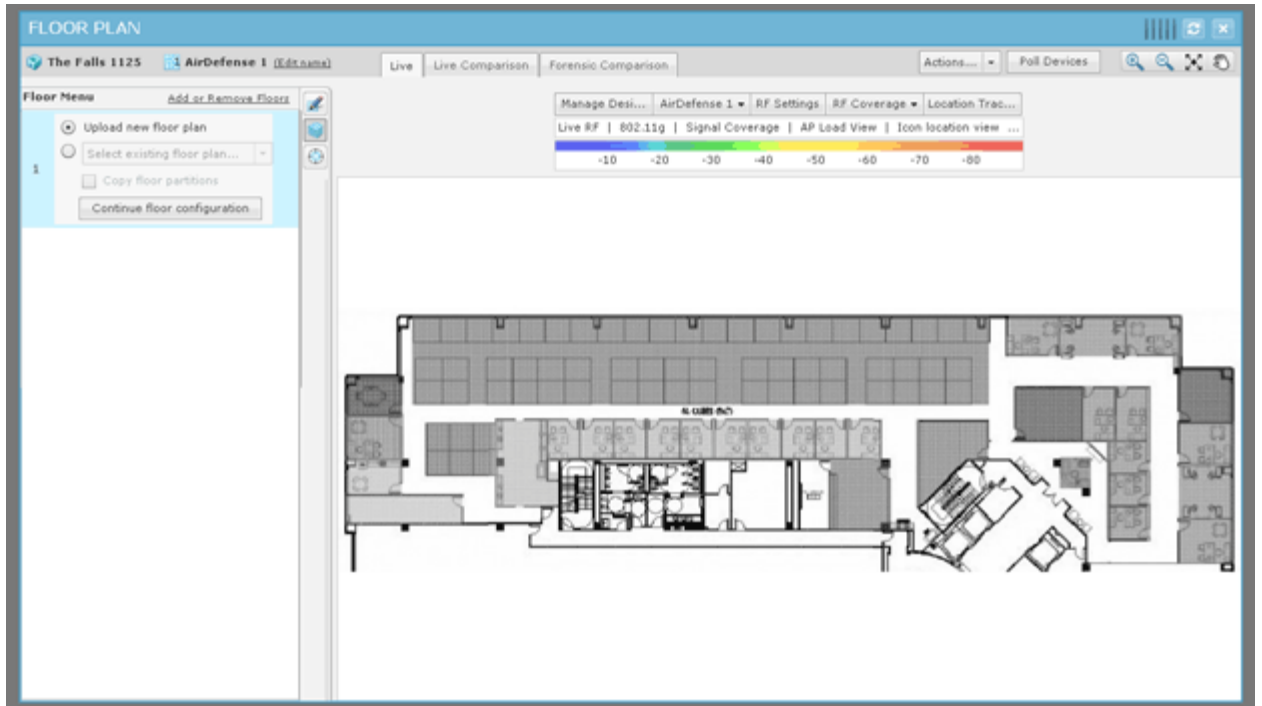 FLOOR PLAN
The Falls 1125 1 AirDefense 1 (Edit name) Live Live Comparison Forensic Comparison Actions... Poll Devices
Floor Menu Add or Remove Floors
Manage Desi... AirDefense 1 RF Settings RF Coverage Location Trac...
Upload new floor plan
Live RF | 802.11g | Signal Coverage | AP Load View | Icon location view ...
Select existing floor plan...
-10 -20 -30 -40 -50 -60 -70 -80
1
Copy floor partitions
Continue floor configuration